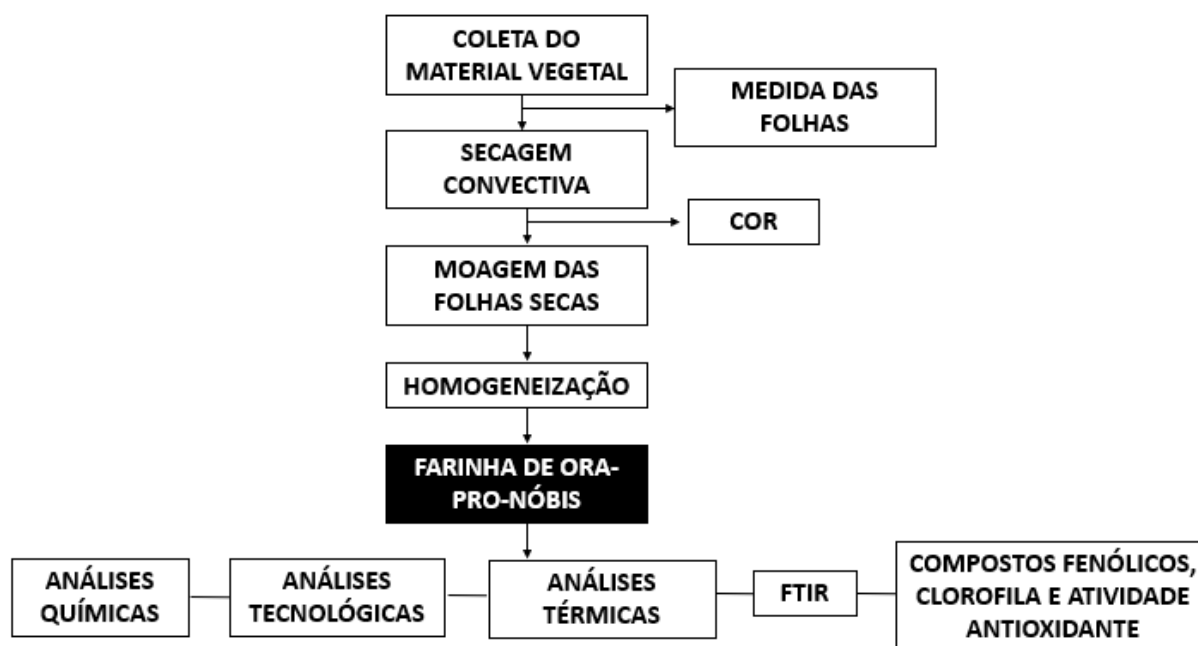 COLETA DO
MATERIAL VEGETAL
MEDIDA DAS
FOLHAS
SECAGEM
CONVECTIVA
COR
MOAGEM DAS
FOLHAS SECAS
HOMOGENEIZAÇÃO
FARINHA DE ORA-
PRO-NÓBIS
ANÁLISES
QUÍMICAS
ANÁLISES
TECNOLÓGICAS
ANÁLISES
TÉRMICAS
FTIR
COMPOSTOS FENÓLICOS,
CLOROFILA E ATIVIDADE
ANTIOXIDANTE